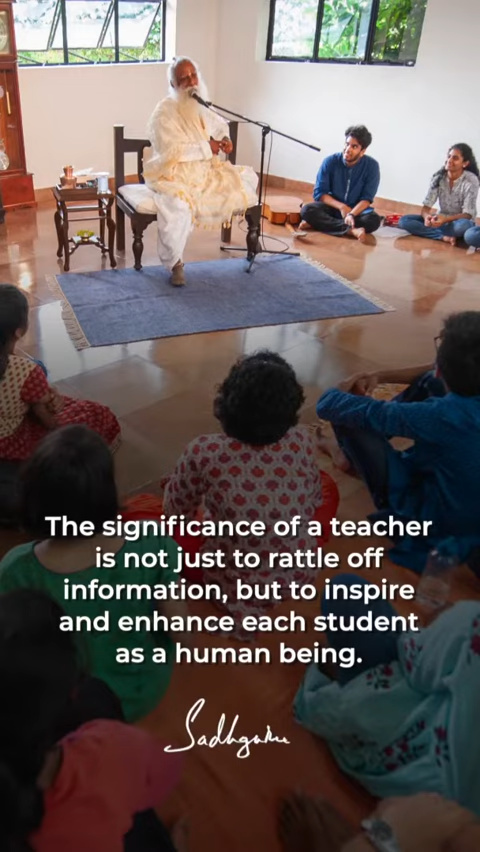 The significance of a teacher
is not just to rattle off
information, but to inspire
and enhance each student
as a human being.
Sadhguru